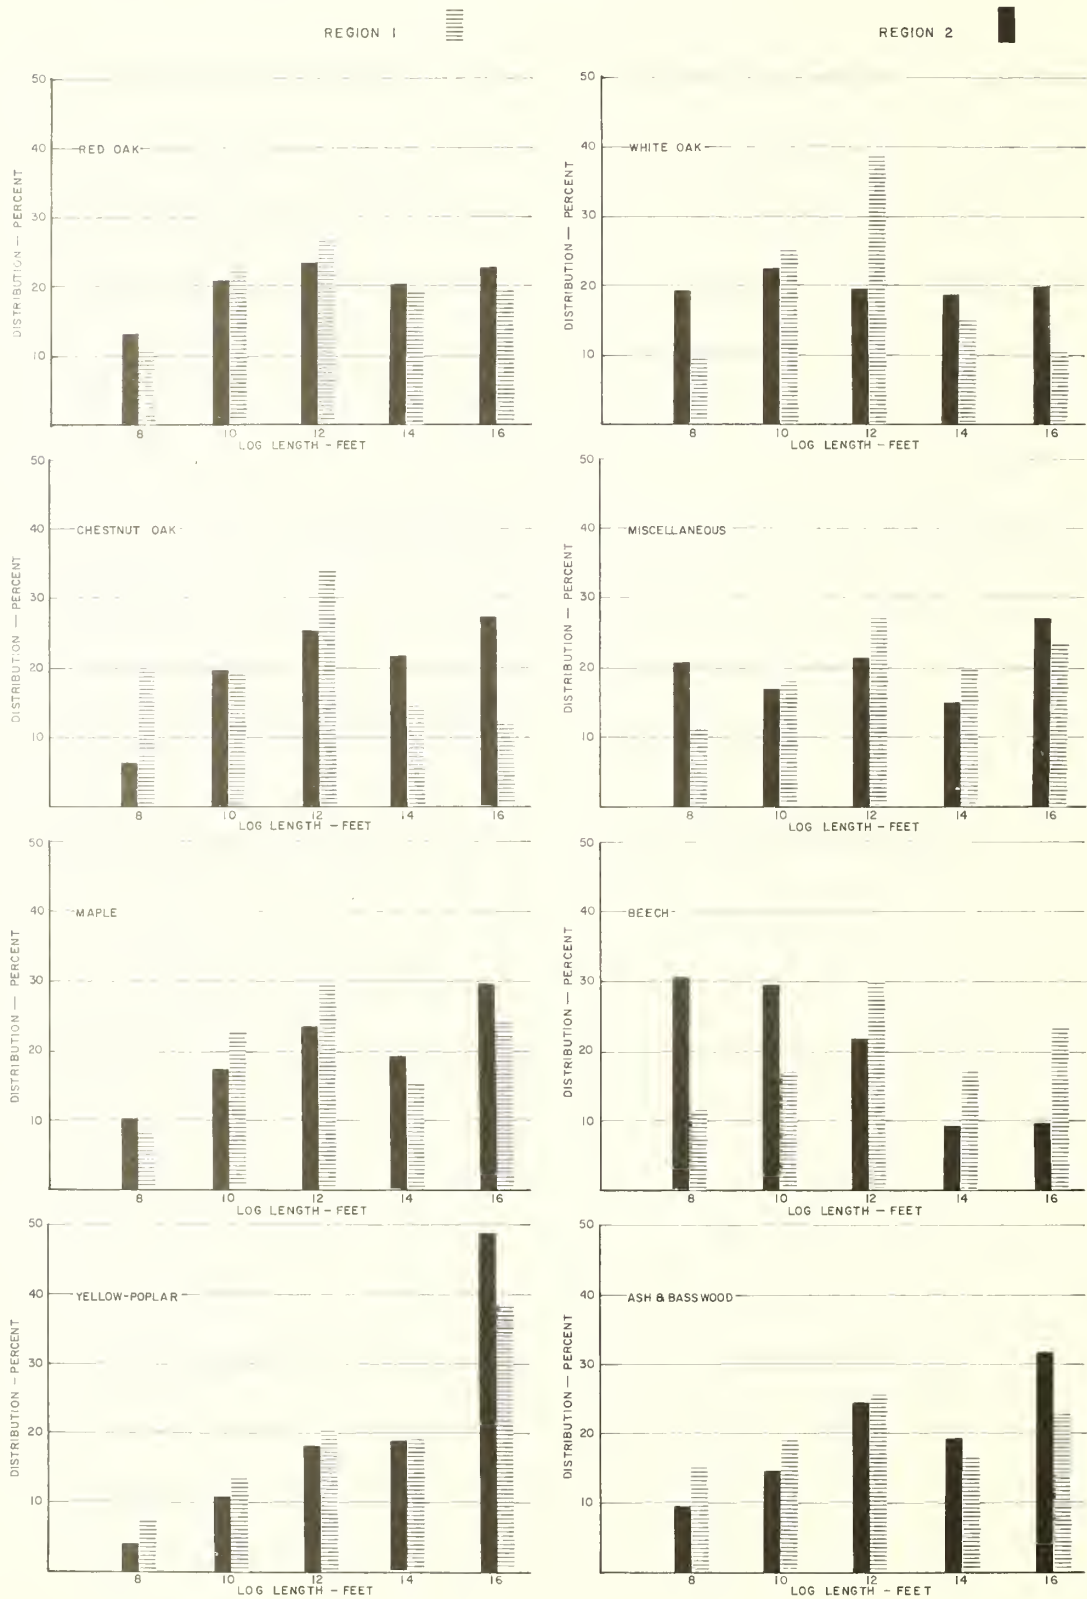 REGION 1
REGION 2
50
40
RED OAK
30
20
10
DISTRIBUTION — PERCENT
8 10 12 14 16
LOG LENGTH - FEET
50
40
WHITE OAK
30
20
10
DISTRIBUTION — PERCENT
8 10 12 14 16
LOG LENGTH - FEET
50
40
CHESTNUT OAK
30
20
10
DISTRIBUTION — PERCENT
8 10 12 14 16
LOG LENGTH - FEET
50
40
MISCELLANEOUS
30
20
10
DISTRIBUTION — PERCENT
8 10 12 14 16
LOG LENGTH - FEET
50
40
MAPLE
30
20
10
DISTRIBUTION — PERCENT
8 10 12 14 16
LOG LENGTH - FEET
50
40
BEECH
30
20
10
DISTRIBUTION — PERCENT
8 10 12 14 16
LOG LENGTH - FEET
50
40
YELLOW-POPLAR
30
20
10
DISTRIBUTION — PERCENT
8 10 12 14 16
LOG LENGTH - FEET
50
40
ASH & BASSWOOD
30
20
10
DISTRIBUTION — PERCENT
8 10 12 14 16
LOG LENGTH - FEET